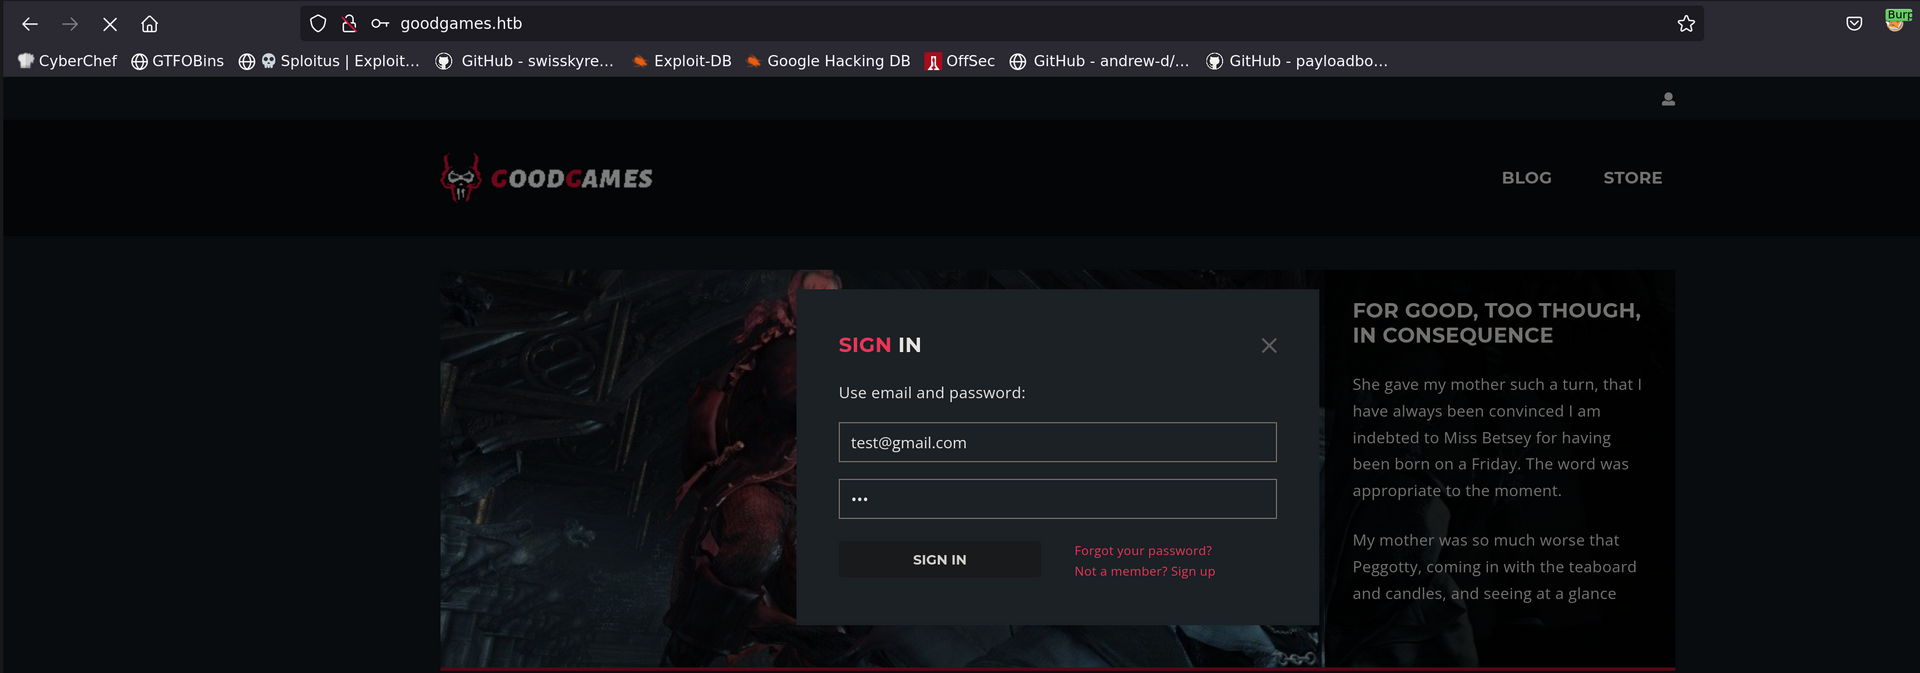 goodgames.htb
Burp
CyberChef GTFOBins Sploitus | Exploit... GitHub - swisskyre... Exploit-DB Google Hacking DB OffSec GitHub - andrew-d/... GitHub - payloadbo...
GOODGAMES
BLOG STORE
SIGN IN
Use email and password:
test@gmail.com
•••
SIGN IN
Forgot your password?
Not a member? Sign up
FOR GOOD, TOO THOUGH,
IN CONSEQUENCE
She gave my mother such a turn, that I
have always been convinced I am
indebted to Miss Betsey for having
been born on a Friday. The word was
appropriate to the moment.
My mother was so much worse that
Peggotty, coming in with the teaboard
and candles, and seeing at a glance